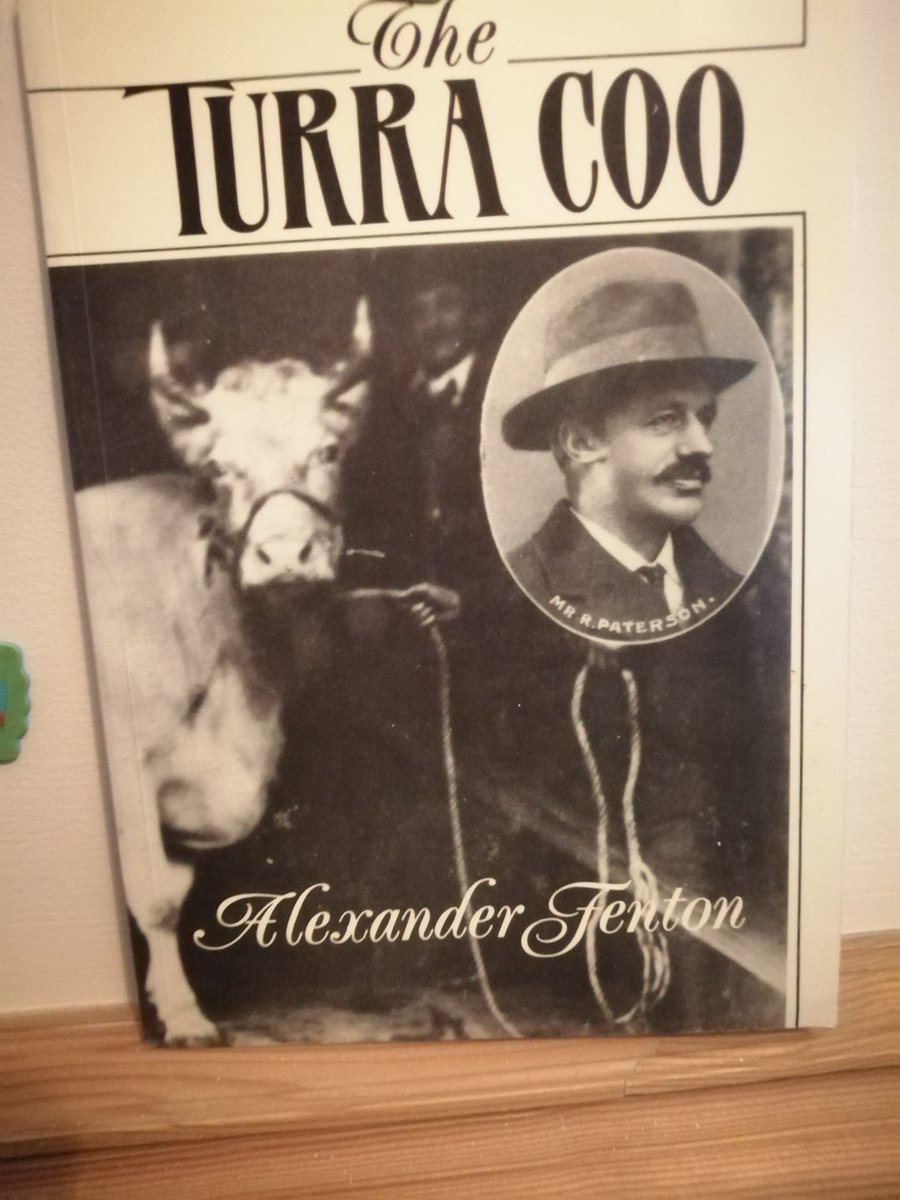 The
TURRA COO
MR R. PATERSON.
Alexander Fenton